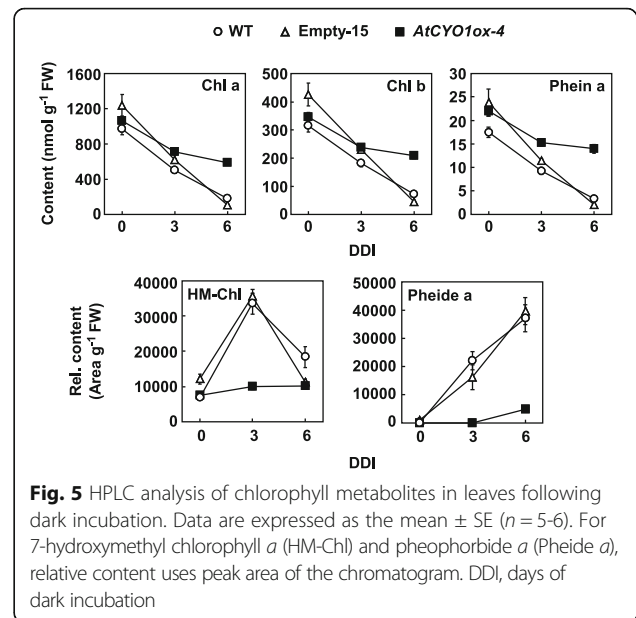 WT Empty-15 AtCYO1ox-4
Content (nmol g-1 FW)
1600
1200
800
400
0
Chl a
0 3 6
500
400
300
200
100
0
Chl b
0 3 6
DDI
30
25
20
15
10
5
0
Phein a
0 3 6
Rel. content
(Area g-1 FW)
40000
30000
20000
10000
0
HM-Chl
0 3 6
50000
40000
30000
20000
10000
0
Pheide a
0 3 6
DDI
Fig. 5 HPLC analysis of chlorophyll metabolites in leaves following
dark incubation. Data are expressed as the mean ± SE (n = 5-6). For
7-hydroxymethyl chlorophyll a (HM-Chl) and pheophorbide a (Pheide a),
relative content uses peak area of the chromatogram. DDI, days of
dark incubation